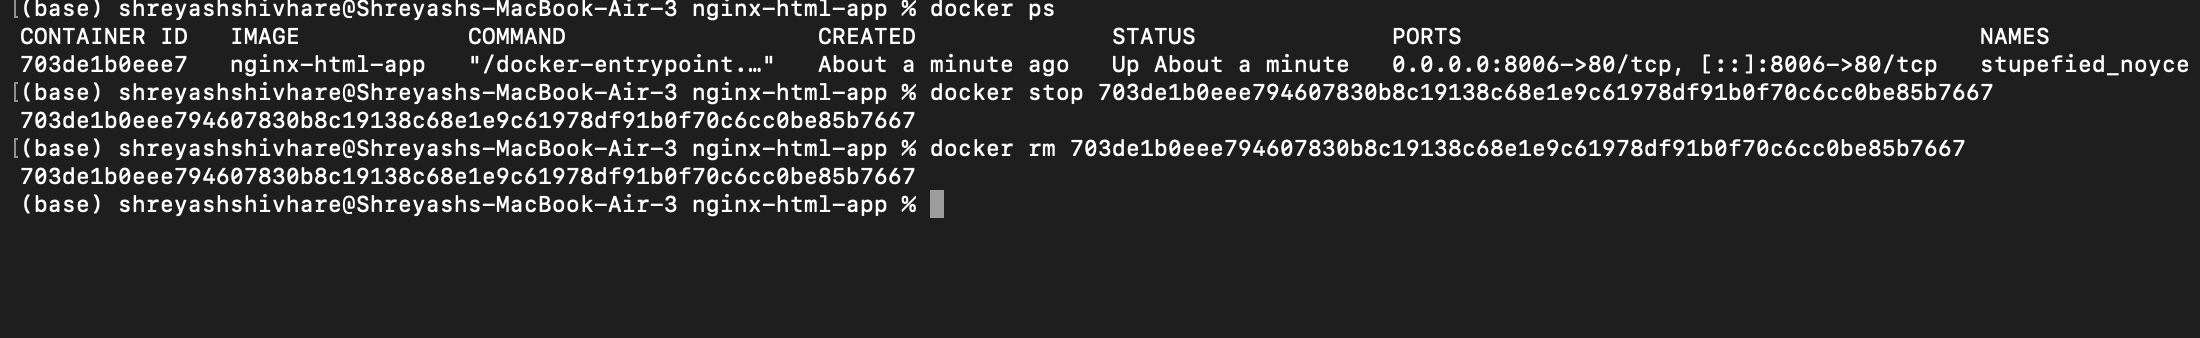 [(base) shreyashshivhare@Shreyashs-MacBook-Air-3 nginx-html-app % docker ps
CONTAINER ID   IMAGE            COMMAND                  CREATED              STATUS              PORTS                                     NAMES
703de1b0eee7   nginx-html-app   "/docker-entrypoint.…"   About a minute ago   Up About a minute   0.0.0.0:8006->80/tcp, [::]:8006->80/tcp   stupefied_noyce
[(base) shreyashshivhare@Shreyashs-MacBook-Air-3 nginx-html-app % docker stop 703de1b0eee794607830b8c19138c68e1e9c61978df91b0f70c6cc0be85b7667
703de1b0eee794607830b8c19138c68e1e9c61978df91b0f70c6cc0be85b7667
[(base) shreyashshivhare@Shreyashs-MacBook-Air-3 nginx-html-app % docker rm 703de1b0eee794607830b8c19138c68e1e9c61978df91b0f70c6cc0be85b7667
703de1b0eee794607830b8c19138c68e1e9c61978df91b0f70c6cc0be85b7667
(base) shreyashshivhare@Shreyashs-MacBook-Air-3 nginx-html-app %